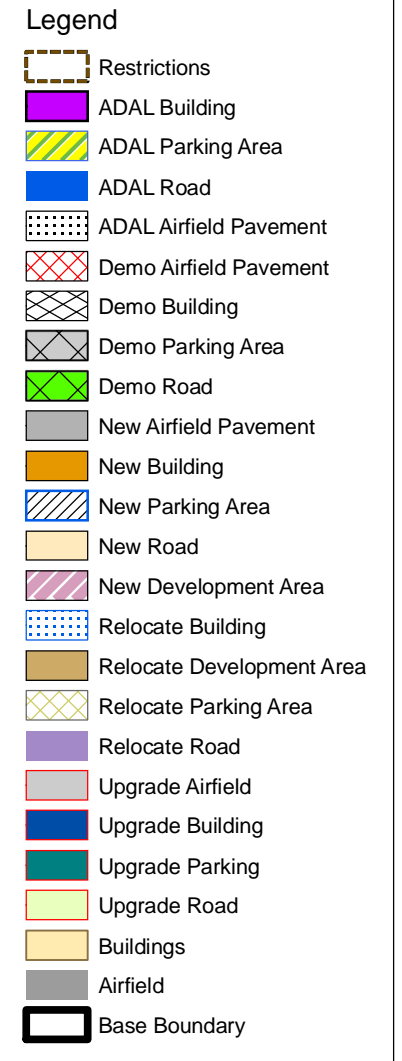 Legend
Restrictions
ADAL Building
ADAL Parking Area
ADAL Road
ADAL Airfield Pavement
Demo Airfield Pavement
Demo Building
Demo Parking Area
Demo Road
New Airfield Pavement
New Building
New Parking Area
New Road
New Development Area
Relocate Building
Relocate Development Area
Relocate Parking Area
Relocate Road
Upgrade Airfield
Upgrade Building
Upgrade Parking
Upgrade Road
Buildings
Airfield
Base Boundary